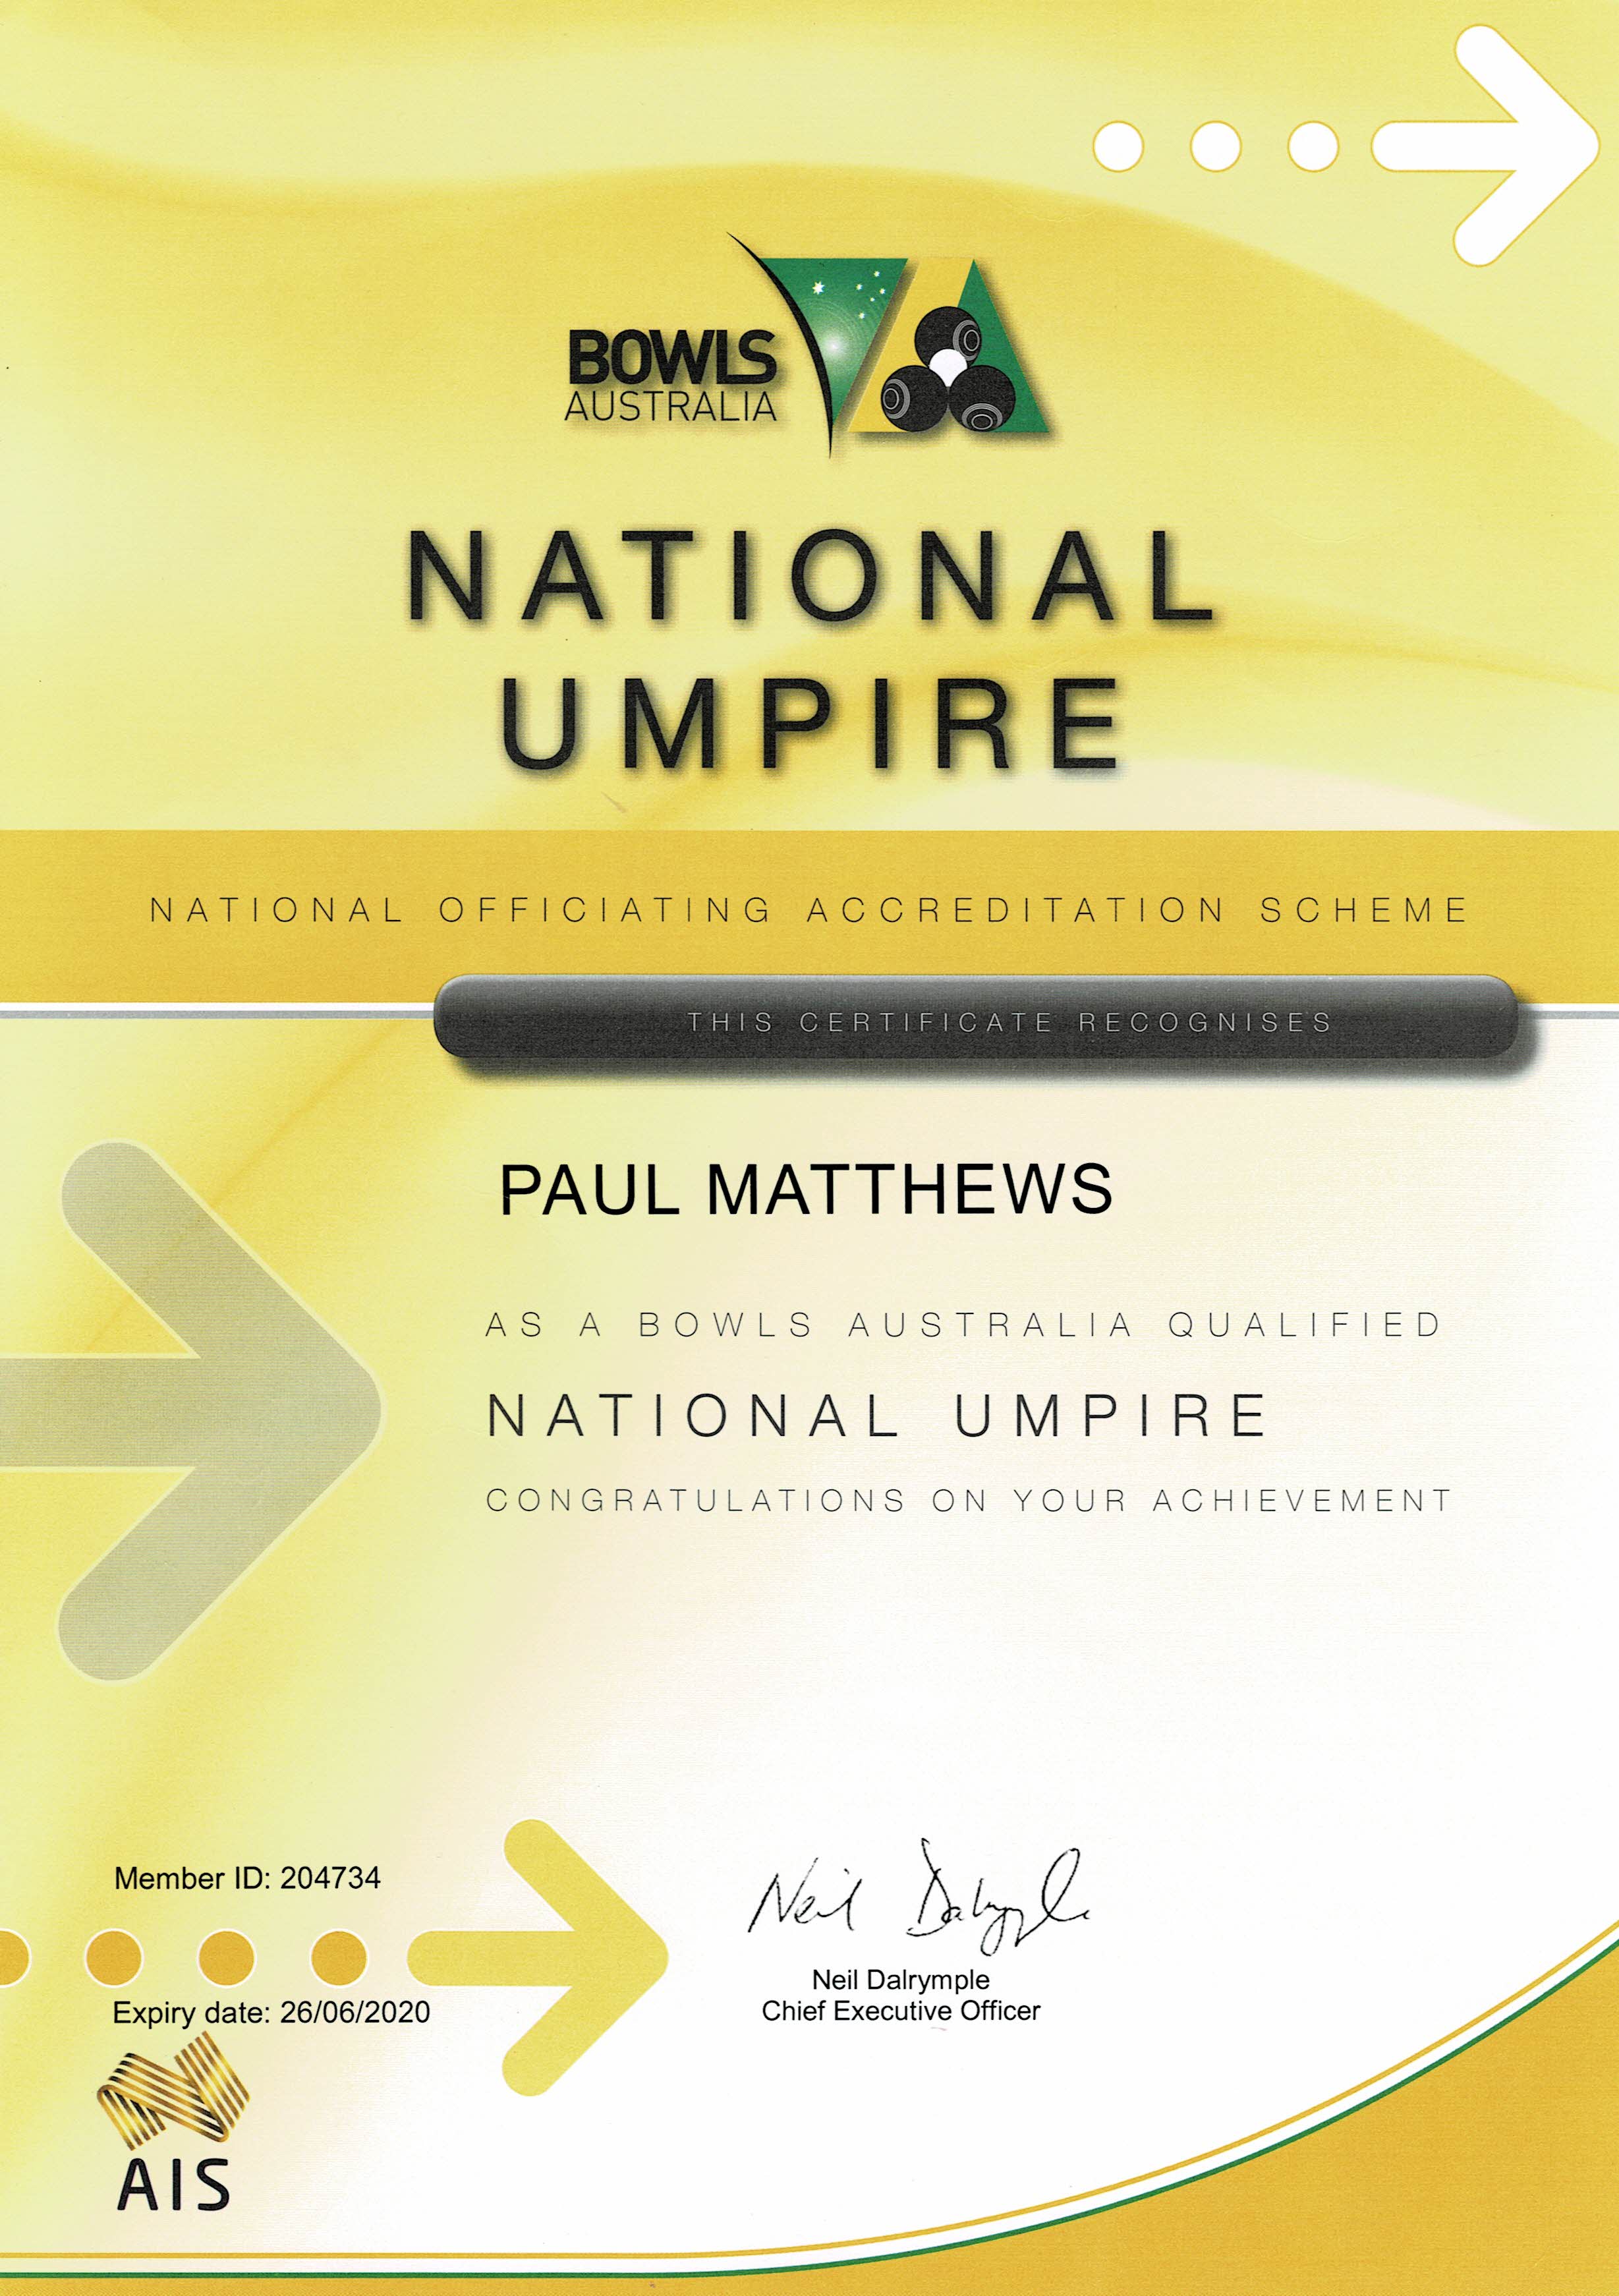 BOWLS
AUSTRALIA
NATIONAL
UMPIRE
NATIONAL OFFICIATING ACCREDITATION SCHEME
THIS CERTIFICATE RECOGNISES
PAUL MATTHEWS
AS A BOWLS AUSTRALIA QUALIFIED
NATIONAL UMPIRE
CONGRATULATIONS ON YOUR ACHIEVEMENT
Member ID: 204734
Neil Dalrymple
Neil Dalrymple
Chief Executive Officer
Expiry date: 26/06/2020
AIS